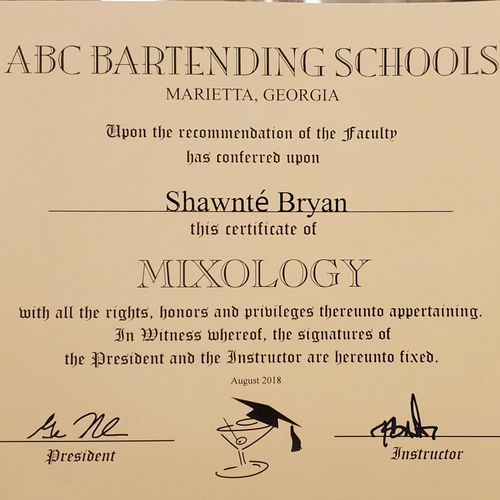 ABC BARTENDING SCHOOLS
MARIETTA, GEORGIA
Upon the recommendation of the Faculty
has conferred upon
Shawnté Bryan
this certificate of
MIXOLOGY
with all the rights, honors and privileges thereunto appertaining.
In Witness whereof, the signatures of
the President and the Instructor are hereunto fixed.
August 2018
President
Instructor